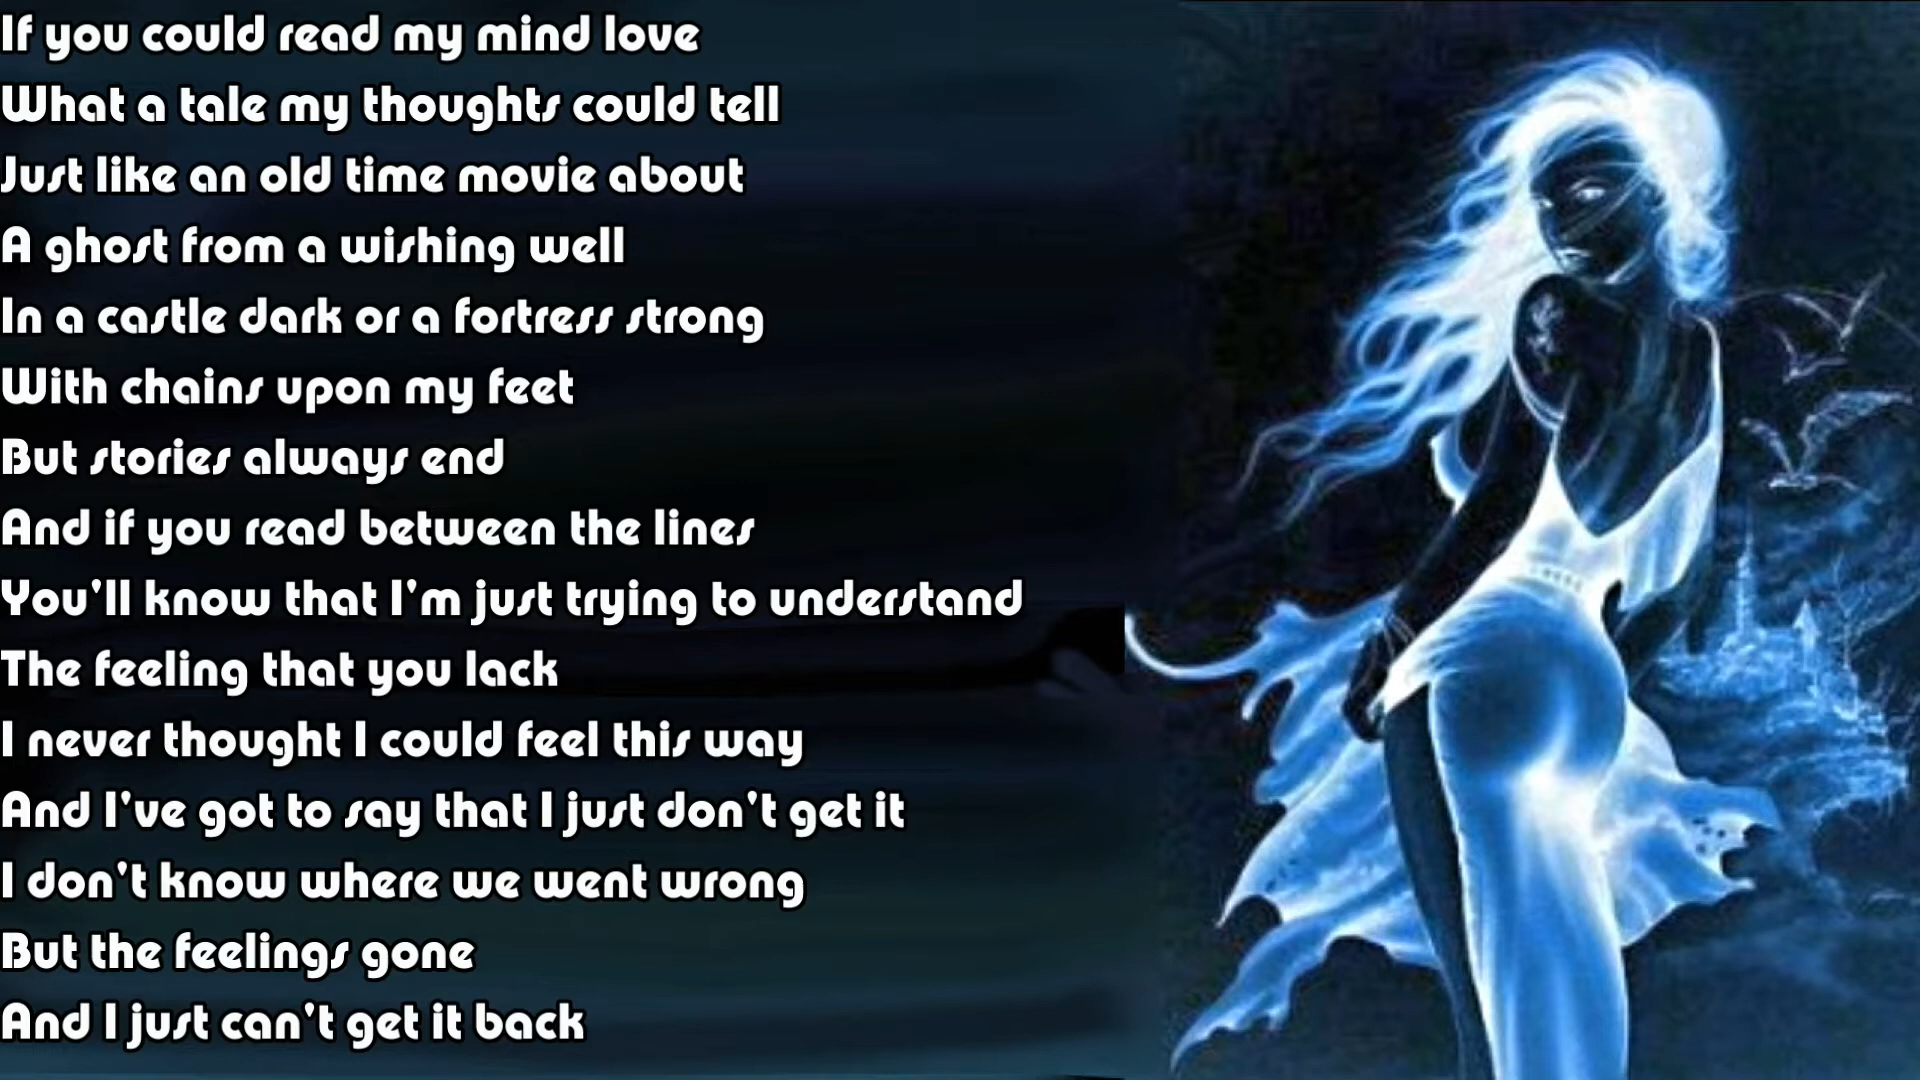 If you could read my mind love
What a tale my thoughts could tell
Just like an old time movie about
A ghost from a wishing well
In a castle dark or a fortress strong
With chains upon my feet
But stories always end
And if you read between the lines
You'll know that I'm just trying to understand
The feeling that you lack
I never thought I could feel this way
And I've got to say that I just don't get it
I don't know where we went wrong
But the feelings gone
And I just can't get it back